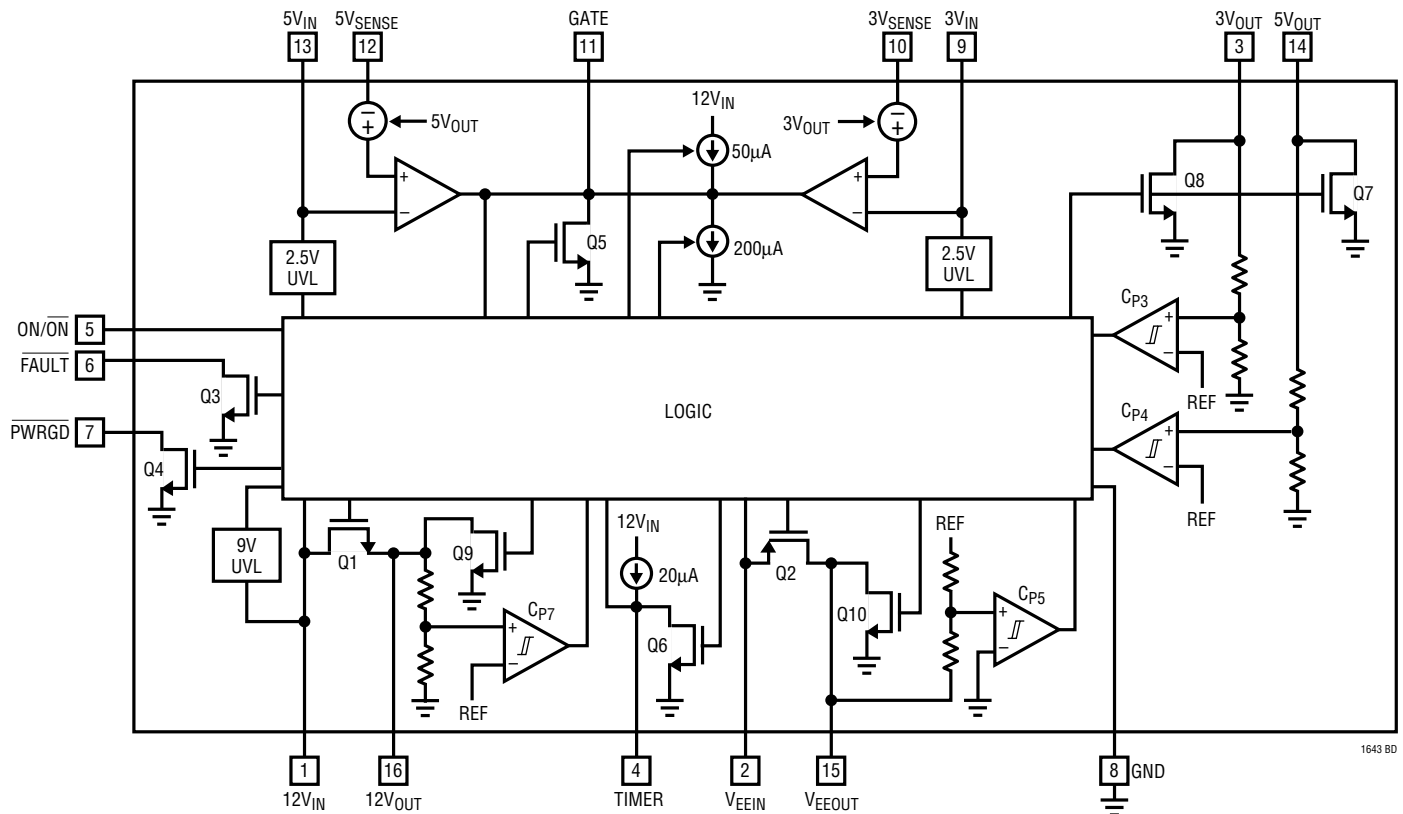 5VIN 5VSENSE GATE 3VSENSE 3VIN 3VOUT 5VOUT
13 12 11 10 9 3 14
12VIN
− + 5VOUT 3VOUT − +
50µA
+ − + −
Q8 Q7
Q5
2.5V UVL 200µA 2.5V UVL
CP3
+ −
REF
ON/ON 5
FAULT 6
Q3
LOGIC
PWRGD 7
Q4
CP4
+ −
REF
9V UVL
Q1 Q9
12VIN
20µA
Q2
REF
CP7
+ −
REF
Q6
Q10
CP5
+ −
1643 BD
1 16 4 2 15 8 GND
12VIN 12VOUT TIMER VEEIN VEEOUT